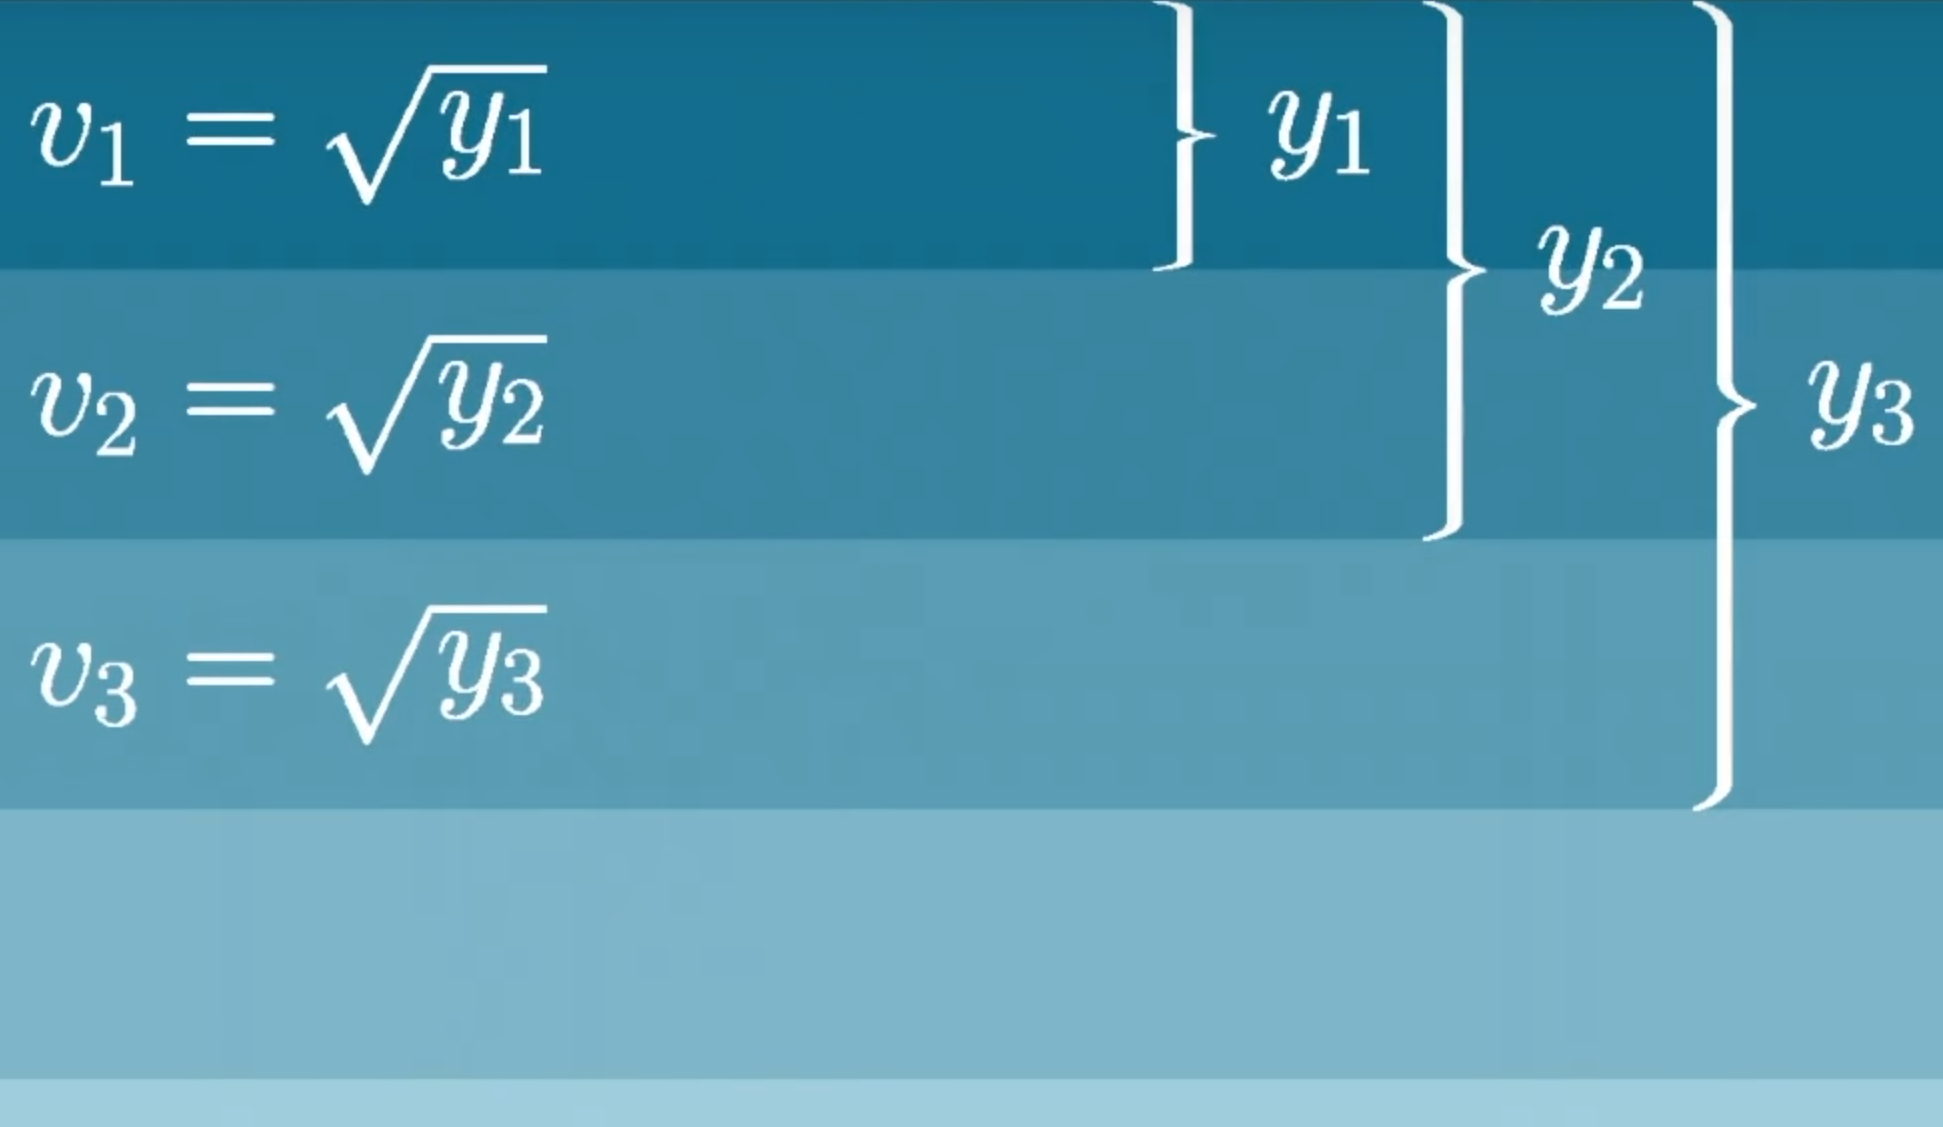 v₁ = √y₁
y₁
y₂
v₂ = √y₂
y₃
v₃ = √y₃